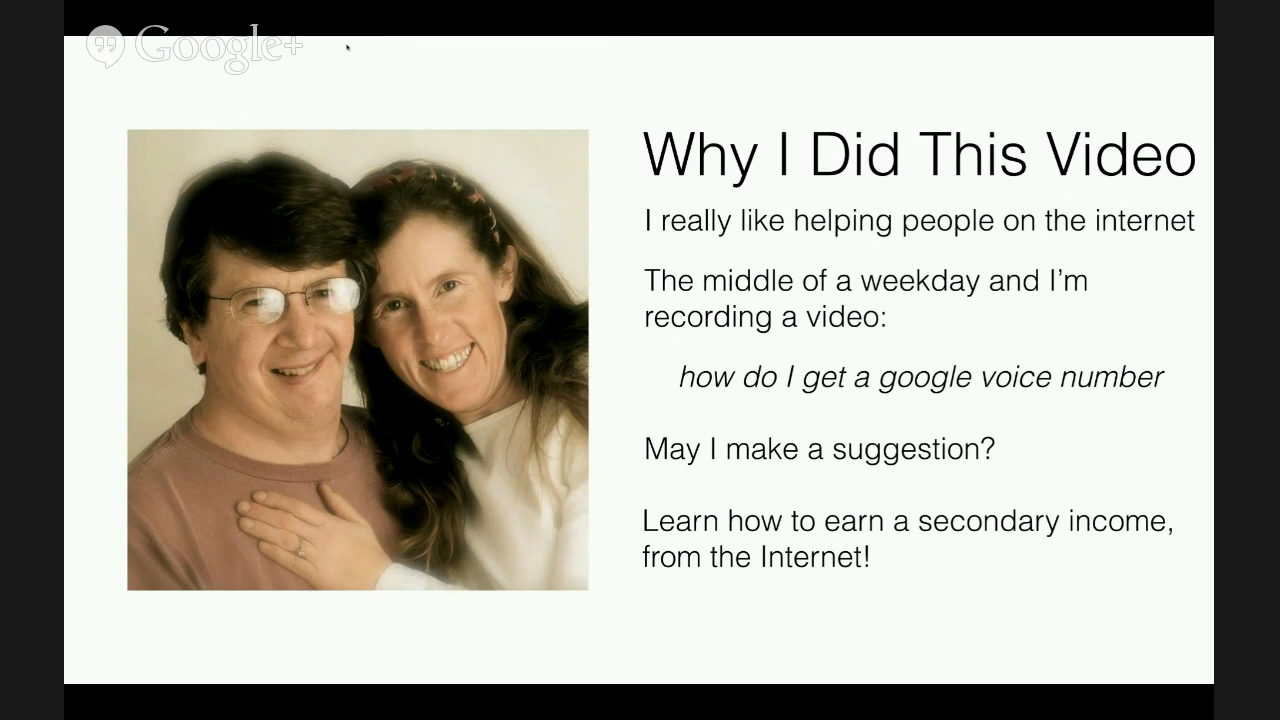 Google+
Why I Did This Video
I really like helping people on the internet
The middle of a weekday and I'm
recording a video:
how do I get a google voice number
May I make a suggestion?
Learn how to earn a secondary income,
from the Internet!